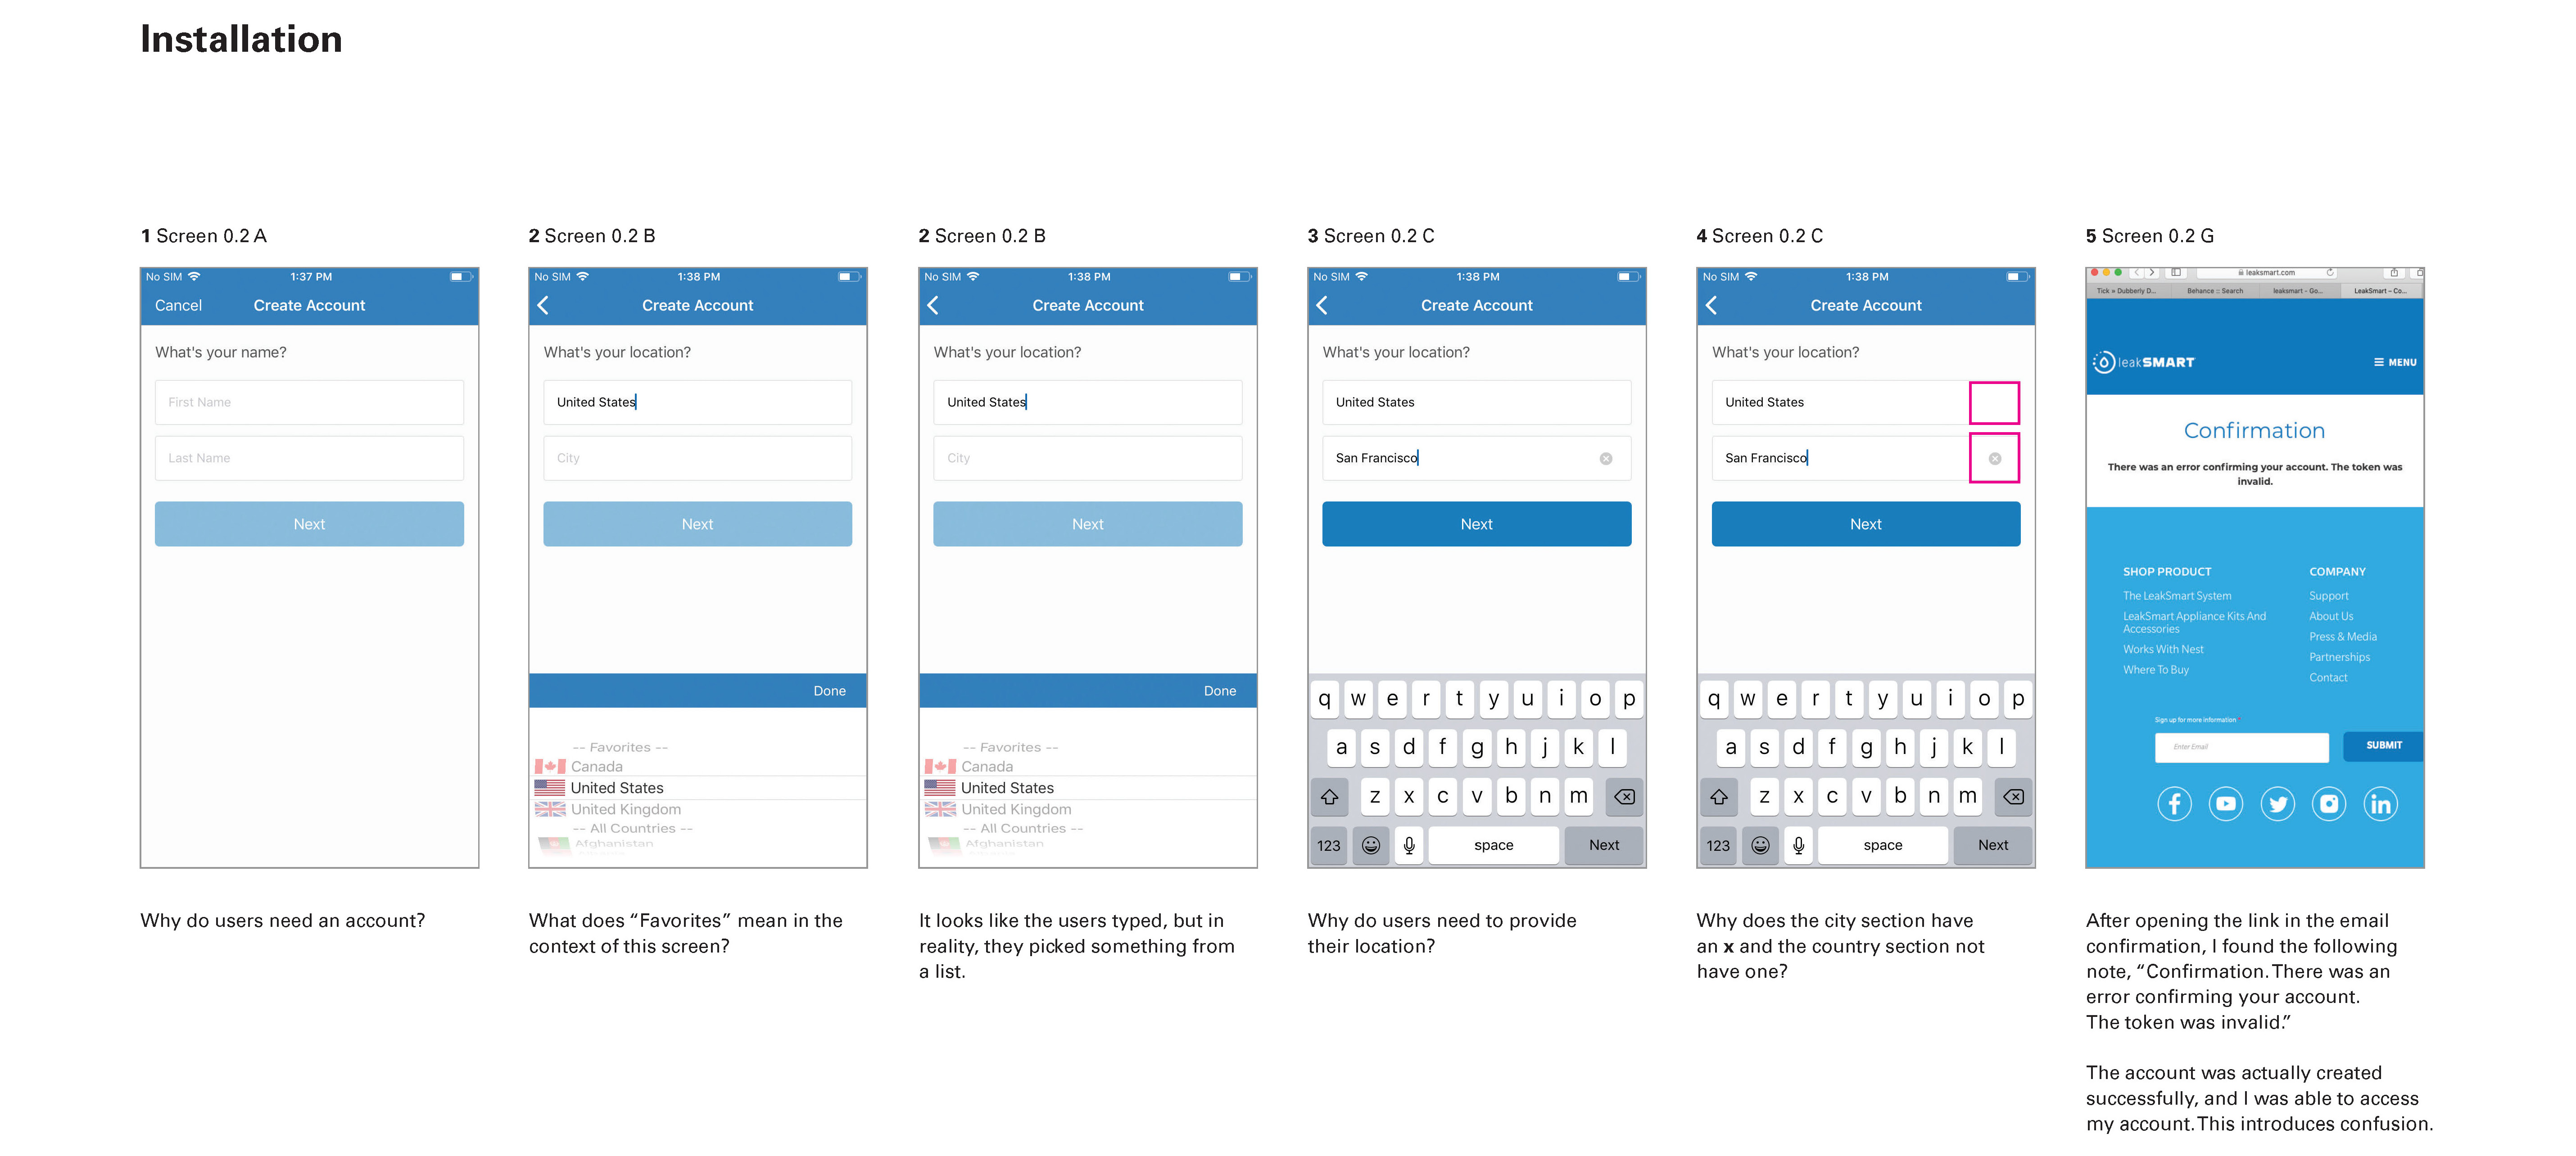 Installation
1 Screen 0.2 A
No SIM 1:37 PM
Cancel Create Account
What's your name?
First Name
Last Name
Next
Why do users need an account?
2 Screen 0.2 B
No SIM 1:38 PM
Create Account
What's your location?
United States
City
Next
Done
-- Favorites --
Canada
United States
United Kingdom
-- All Countries --
Afghanistan
What does “Favorites” mean in the
context of this screen?
2 Screen 0.2 B
No SIM 1:38 PM
Create Account
What's your location?
United States
City
Next
Done
-- Favorites --
Canada
United States
United Kingdom
-- All Countries --
Afghanistan
It looks like the users typed, but in
reality, they picked something from
a list.
3 Screen 0.2 C
No SIM 1:38 PM
Create Account
What's your location?
United States
San Francisco
Next
q w e r t y u i o p
a s d f g h j k l
z x c v b n m
123 space Next
Why do users need to provide
their location?
4 Screen 0.2 C
No SIM 1:38 PM
Create Account
What's your location?
United States
San Francisco
Next
q w e r t y u i o p
a s d f g h j k l
z x c v b n m
123 space Next
Why does the city section have
an x and the country section not
have one?
5 Screen 0.2 G
leaksmart.com
Tick » Dubberly D... Behance :: Search leaksmart - Go... LeakSmart – Co...
leakSMART MENU
Confirmation
There was an error confirming your account. The token was
invalid.
SHOP PRODUCT
The LeakSmart System
LeakSmart Appliance Kits And
Accessories
Works With Nest
Where To Buy
COMPANY
Support
About Us
Press & Media
Partnerships
Contact
Sign up for more information *
Enter Email SUBMIT
After opening the link in the email
confirmation, I found the following
note, “Confirmation. There was an
error confirming your account.
The token was invalid.”
The account was actually created
successfully, and I was able to access
my account. This introduces confusion.